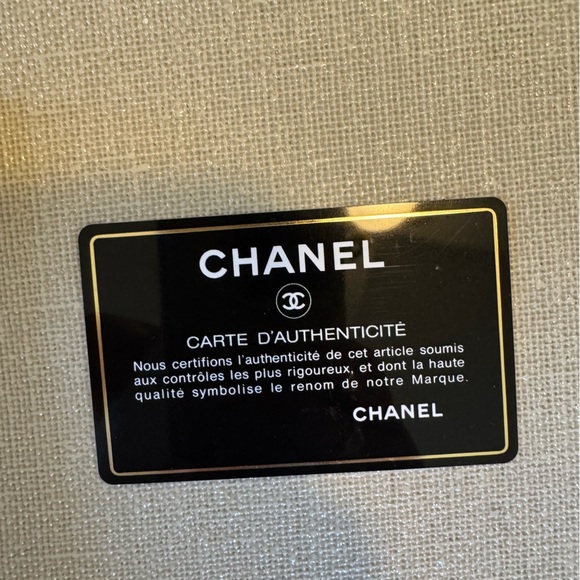 CHANEL
CARTE D'AUTHENTICITÉ
Nous certifions l'authenticité de cet article soumis
aux contrôles les plus rigoureux, et dont la haute
qualité symbolise le renom de notre Marque.
CHANEL